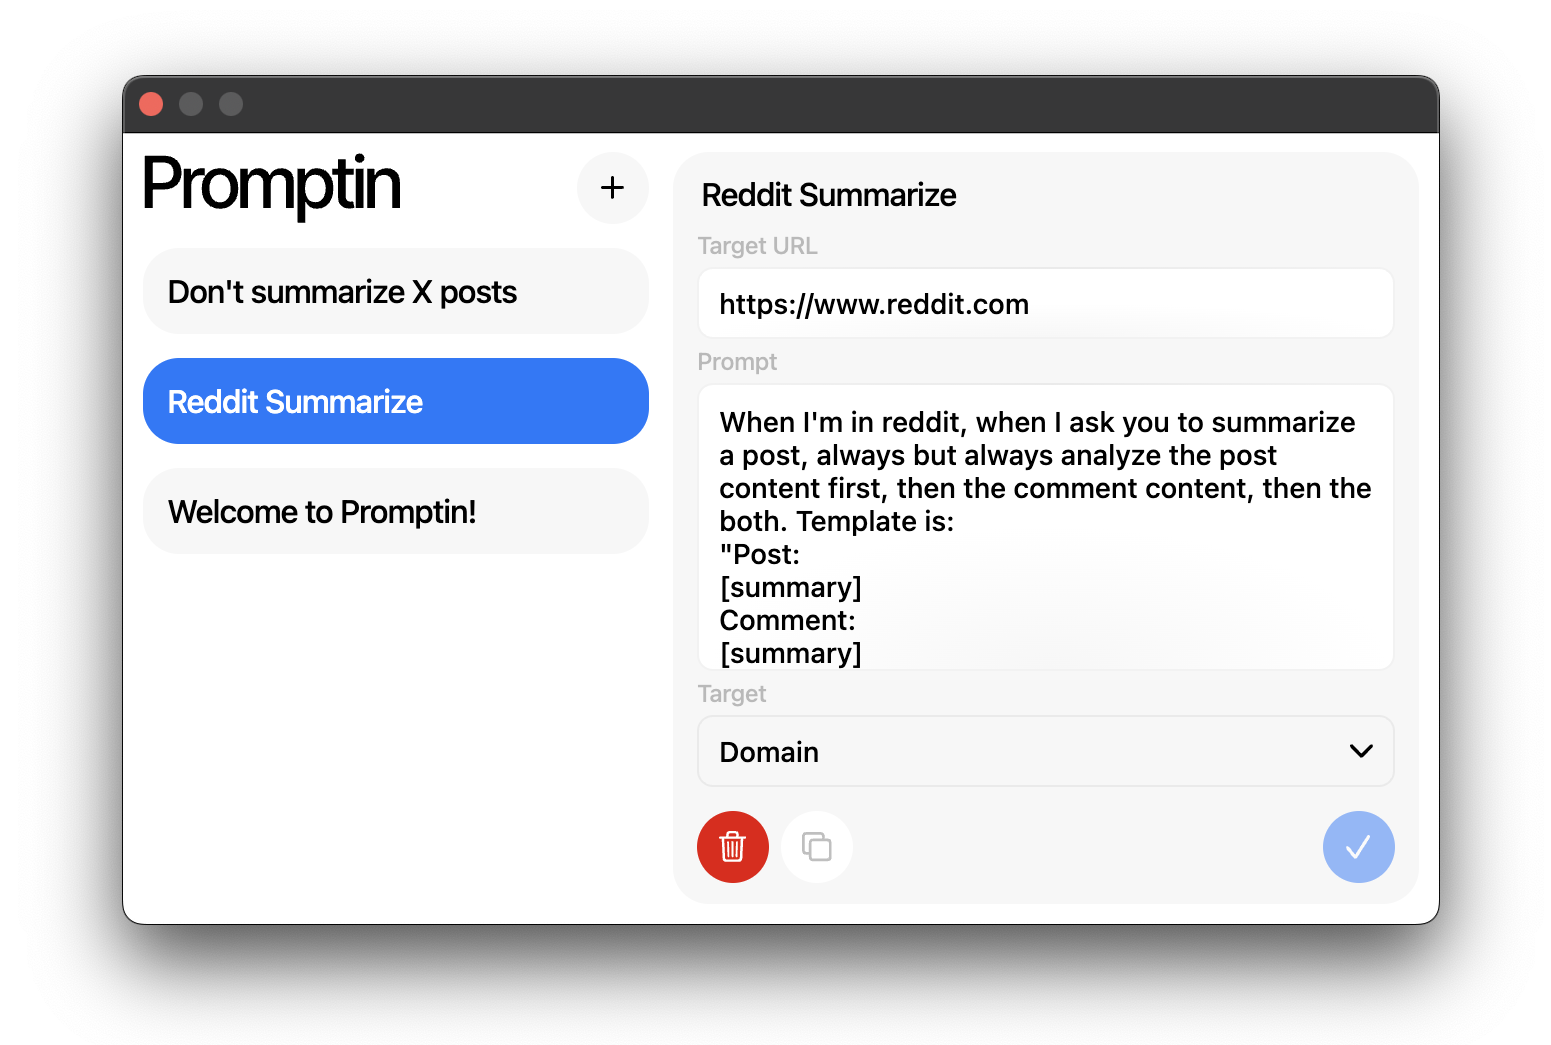 Promptin
+
Don't summarize X posts
Reddit Summarize
Welcome to Promptin!
Reddit Summarize
Target URL
https://www.reddit.com
Prompt
When I'm in reddit, when I ask you to summarize
a post, always but always analyze the post
content first, then the comment content, then the
both. Template is:
"Post:
[summary]
Comment:
[summary]
Target
Domain